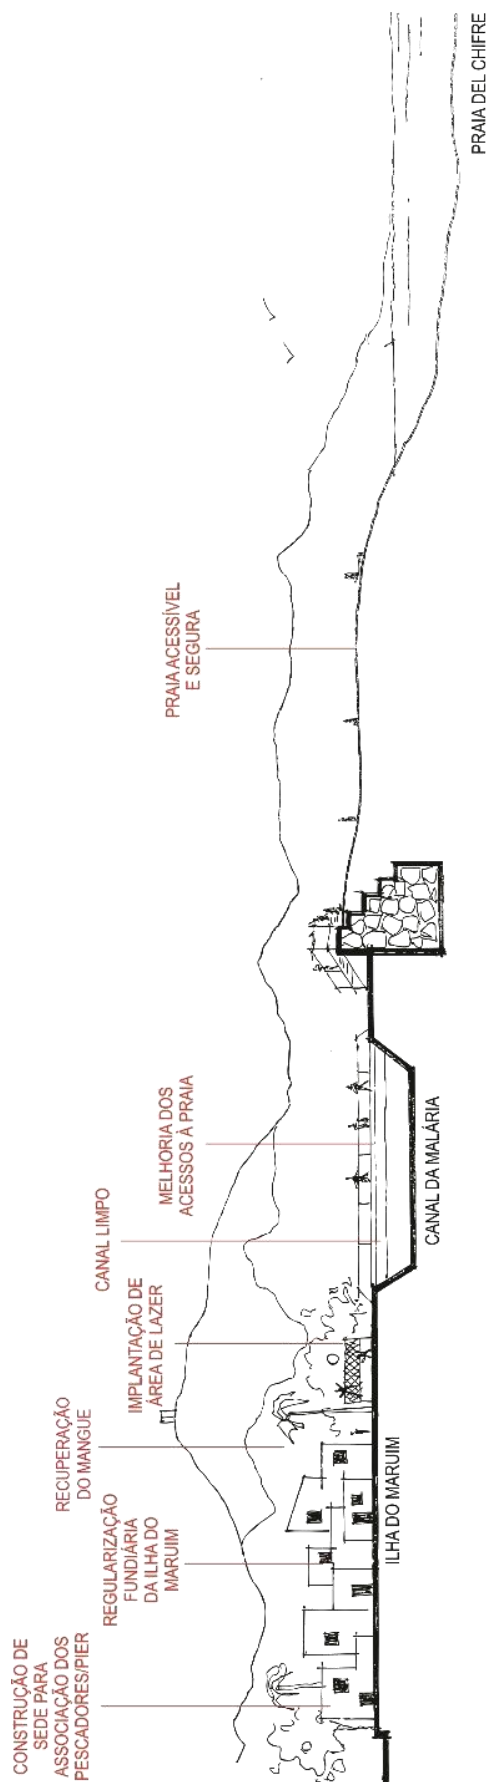 CONSTRUÇÃO DE
SEDE PARA
ASSOCIAÇÃO DOS
PESCADORES/PIER
REGULARIZAÇÃO
FUNDIÁRIA
DA ILHA DO
MARUIM
RECUPERAÇÃO
DO MANGUE
IMPLANTAÇÃO DE
ÁREA DE LAZER
CANAL LIMPO
MELHORIA DOS
ACESSOS À PRAIA
PRAIA ACESSÍVEL
E SEGURA
ILHA DO MARUIM
CANAL DA MALÁRIA
PRAIA DEL CHIFRE